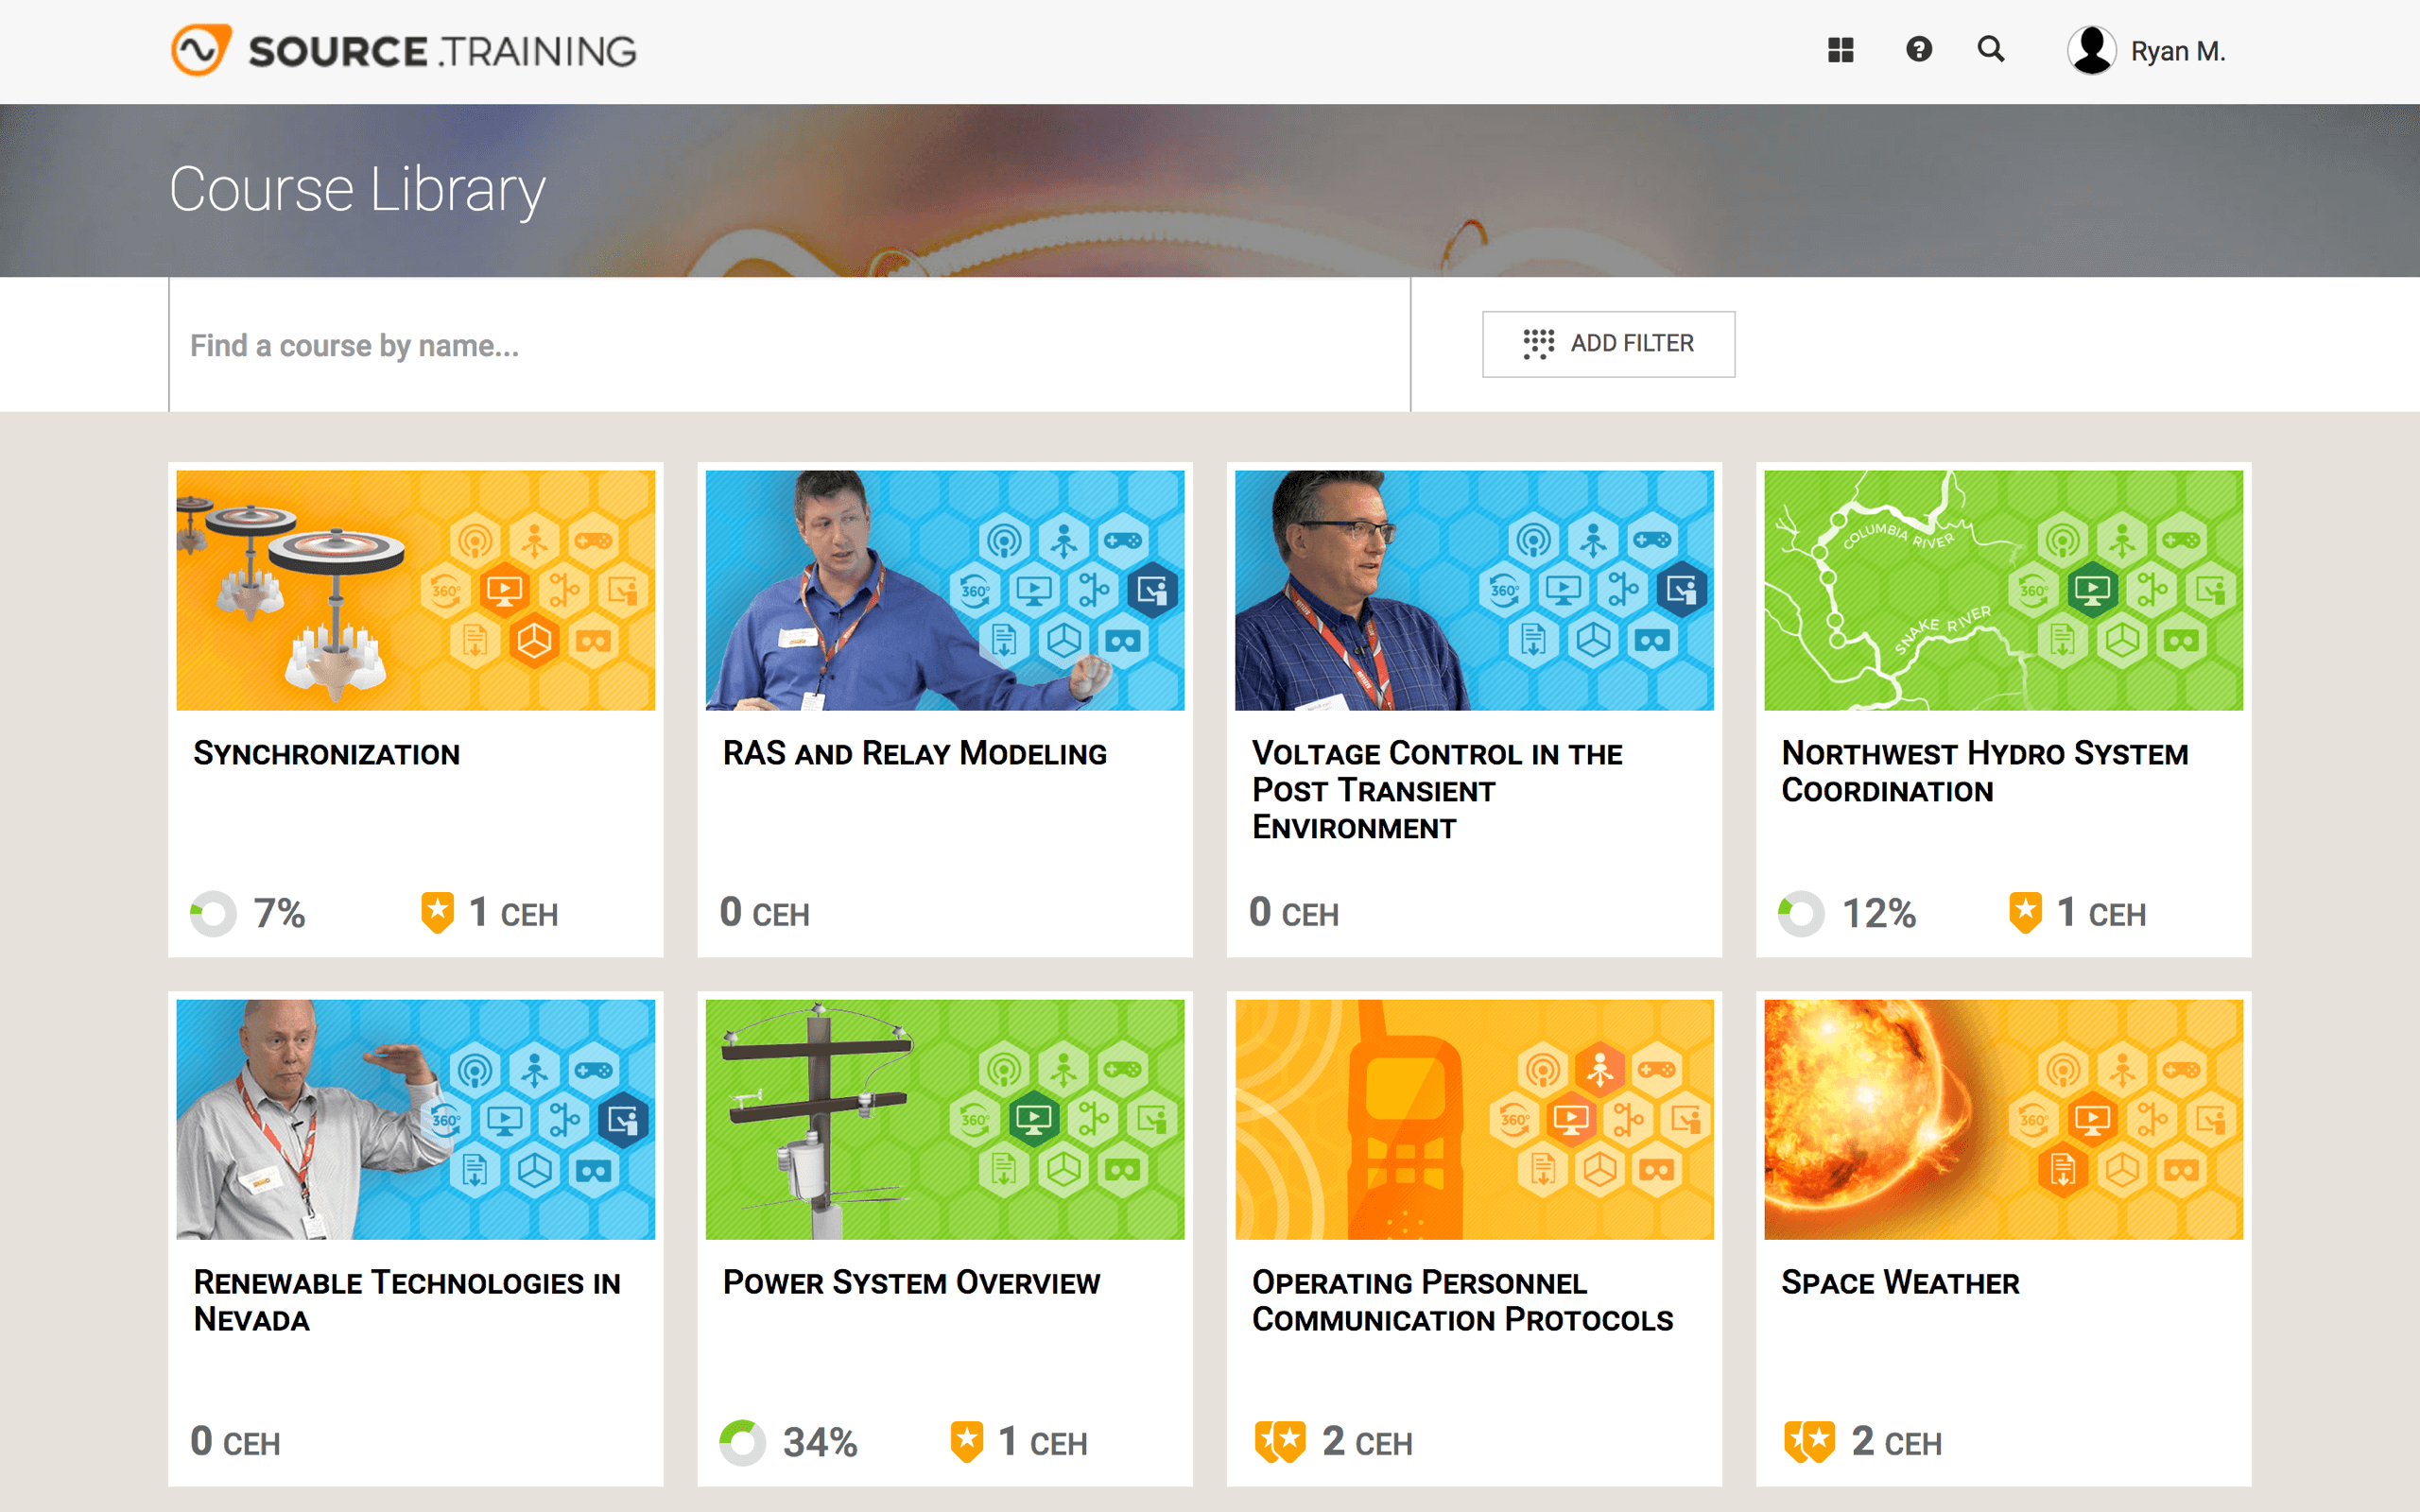 SOURCE.TRAINING
Ryan M.
Course Library
Find a course by name...
ADD FILTER
COLUMBIA RIVER
SNAKE RIVER
360°
360°
360°
360°
SYNCHRONIZATION
RAS AND RELAY MODELING
VOLTAGE CONTROL IN THE
POST TRANSIENT
ENVIRONMENT
NORTHWEST HYDRO SYSTEM
COORDINATION
7%
1 CEH
0 CEH
0 CEH
12%
1 CEH
360°
360°
360°
360°
RENEWABLE TECHNOLOGIES IN
NEVADA
POWER SYSTEM OVERVIEW
OPERATING PERSONNEL
COMMUNICATION PROTOCOLS
SPACE WEATHER
0 CEH
34%
1 CEH
2 CEH
2 CEH